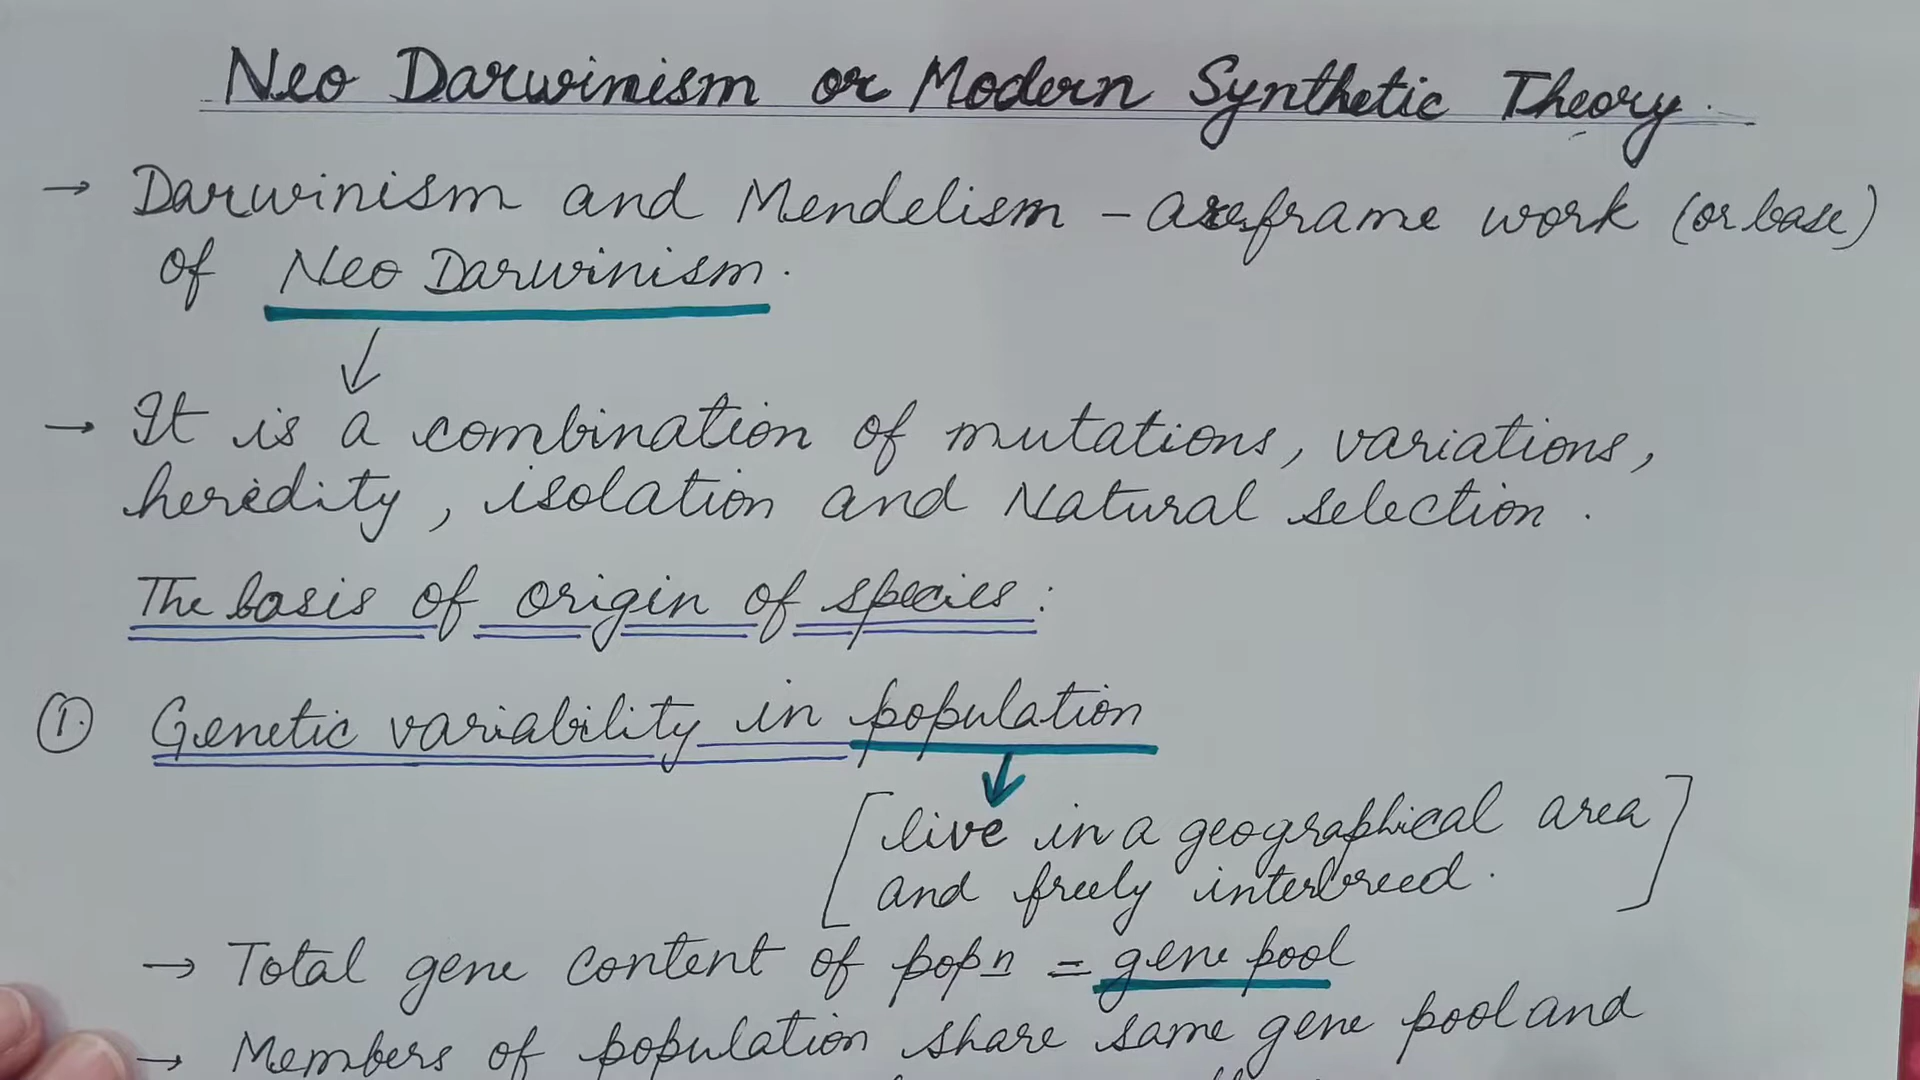 Neo Darwinism or Modern Synthetic Theory.
→ Darwinism and Mendelism - are frame work (or base)
of Neo Darwinism.
↓
→ It is a combination of mutations, variations,
heredity, isolation and Natural selection.
The basis of origin of species:
① Genetic variability in population
↓
[live in a geographical area
and freely interbreed.]
→ Total gene content of popn = gene pool
→ Members of population share same gene pool and